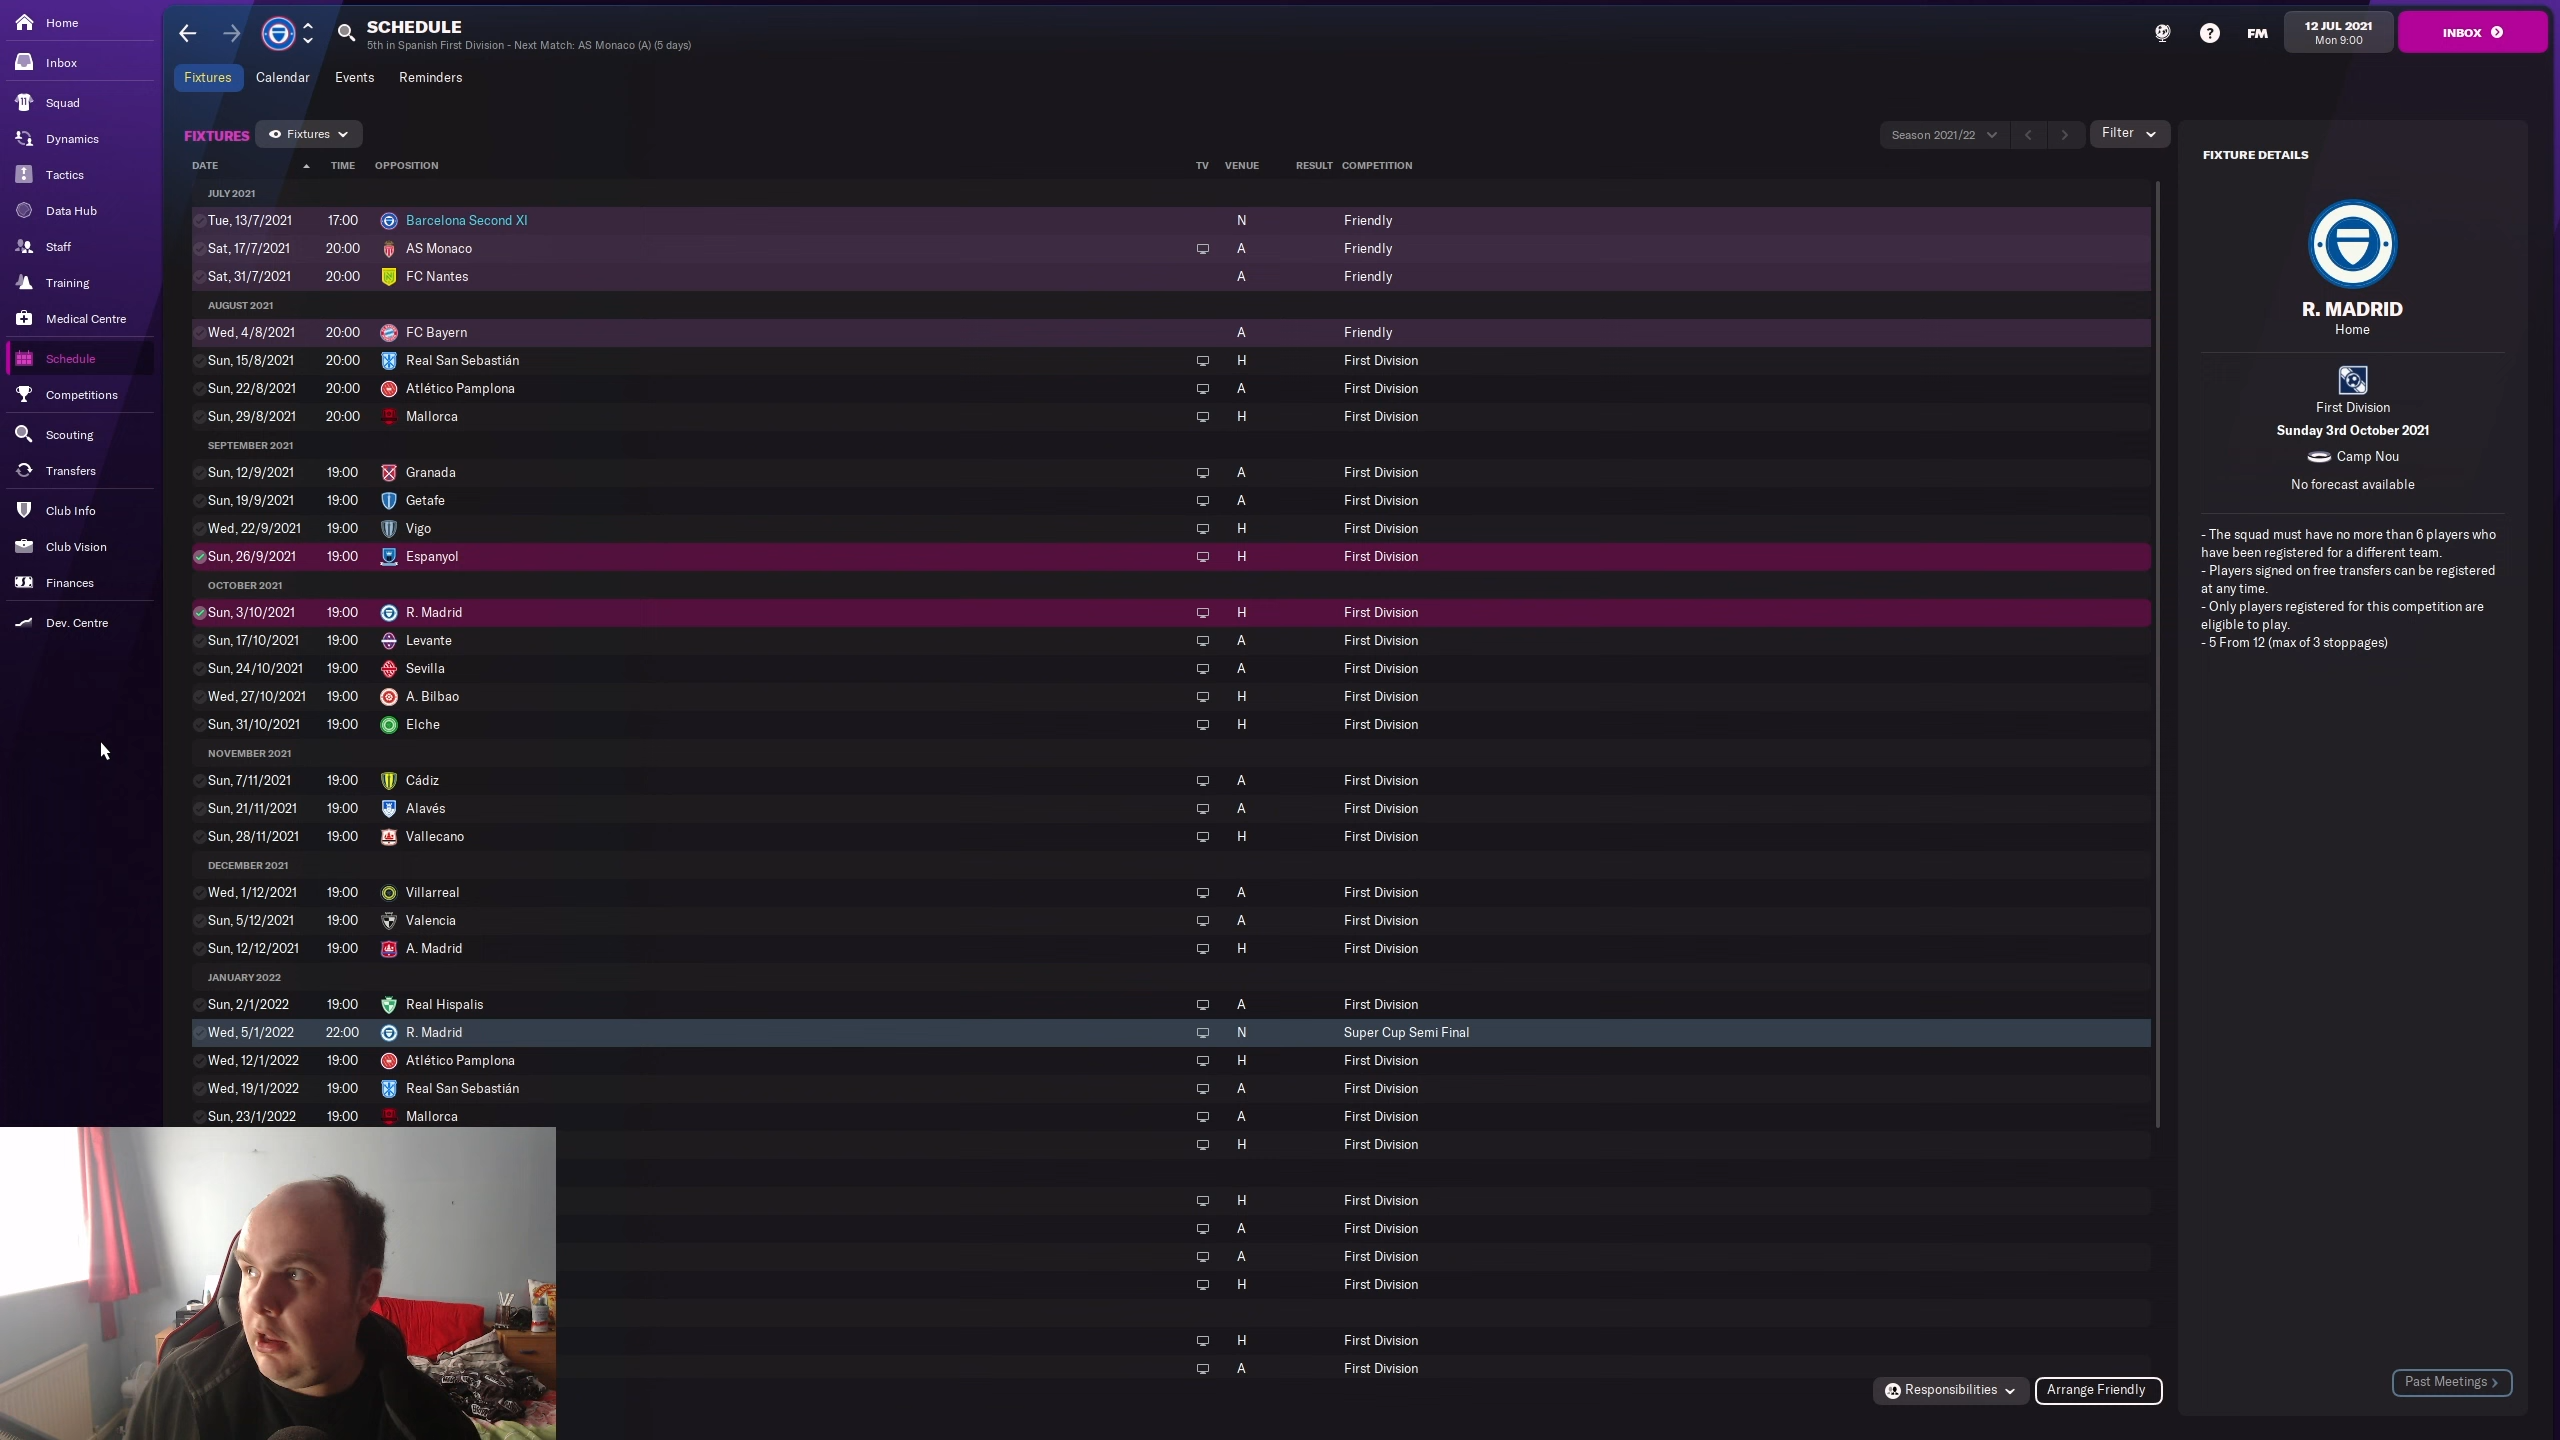 Home
Inbox
Squad
Dynamics
Tactics
Data Hub
Staff
Training
Medical Centre
Schedule
Competitions
Scouting
Transfers
Club Info
Club Vision
Finances
Dev. Centre
SCHEDULE
5th in Spanish First Division - Next Match: AS Monaco (A) (5 days)
? FM 12 JUL 2021 INBOX
Mon 9:00
Fixtures Calendar Events Reminders
FIXTURES Fixtures Season 2021/22 Filter
DATE TIME OPPOSITION TV VENUE RESULT COMPETITION
JULY 2021
Tue, 13/7/2021 17:00 Barcelona Second XI N Friendly
Sat, 17/7/2021 20:00 AS Monaco A Friendly
Sat, 31/7/2021 20:00 FC Nantes A Friendly
AUGUST 2021
Wed, 4/8/2021 20:00 FC Bayern A Friendly
Sun, 15/8/2021 20:00 Real San Sebastián H First Division
Sun, 22/8/2021 20:00 Atlético Pamplona A First Division
Sun, 29/8/2021 20:00 Mallorca H First Division
SEPTEMBER 2021
Sun, 12/9/2021 19:00 Granada A First Division
Sun, 19/9/2021 19:00 Getafe A First Division
Wed, 22/9/2021 19:00 Vigo H First Division
Sun, 26/9/2021 19:00 Espanyol H First Division
OCTOBER 2021
Sun, 3/10/2021 19:00 R. Madrid H First Division
Sun, 17/10/2021 19:00 Levante A First Division
Sun, 24/10/2021 19:00 Sevilla A First Division
Wed, 27/10/2021 19:00 A. Bilbao H First Division
Sun, 31/10/2021 19:00 Elche H First Division
NOVEMBER 2021
Sun, 7/11/2021 19:00 Cádiz A First Division
Sun, 21/11/2021 19:00 Alavés A First Division
Sun, 28/11/2021 19:00 Vallecano H First Division
DECEMBER 2021
Wed, 1/12/2021 19:00 Villarreal A First Division
Sun, 5/12/2021 19:00 Valencia A First Division
Sun, 12/12/2021 19:00 A. Madrid H First Division
JANUARY 2022
Sun, 2/1/2022 19:00 Real Hispalis A First Division
Wed, 5/1/2022 22:00 R. Madrid N Super Cup Semi Final
Wed, 12/1/2022 19:00 Atlético Pamplona H First Division
Wed, 19/1/2022 19:00 Real San Sebastián A First Division
Sun, 23/1/2022 19:00 Mallorca A First Division
H First Division
H First Division
A First Division
A First Division
H First Division
H First Division
A First Division
Responsibilities Arrange Friendly
FIXTURE DETAILS
R. MADRID
Home
First Division
Sunday 3rd October 2021
Camp Nou
No forecast available
- The squad must have no more than 6 players who
have been registered for a different team.
- Players signed on free transfers can be registered
at any time.
- Only players registered for this competition are
eligible to play.
- 5 From 12 (max of 3 stoppages)
Past Meetings